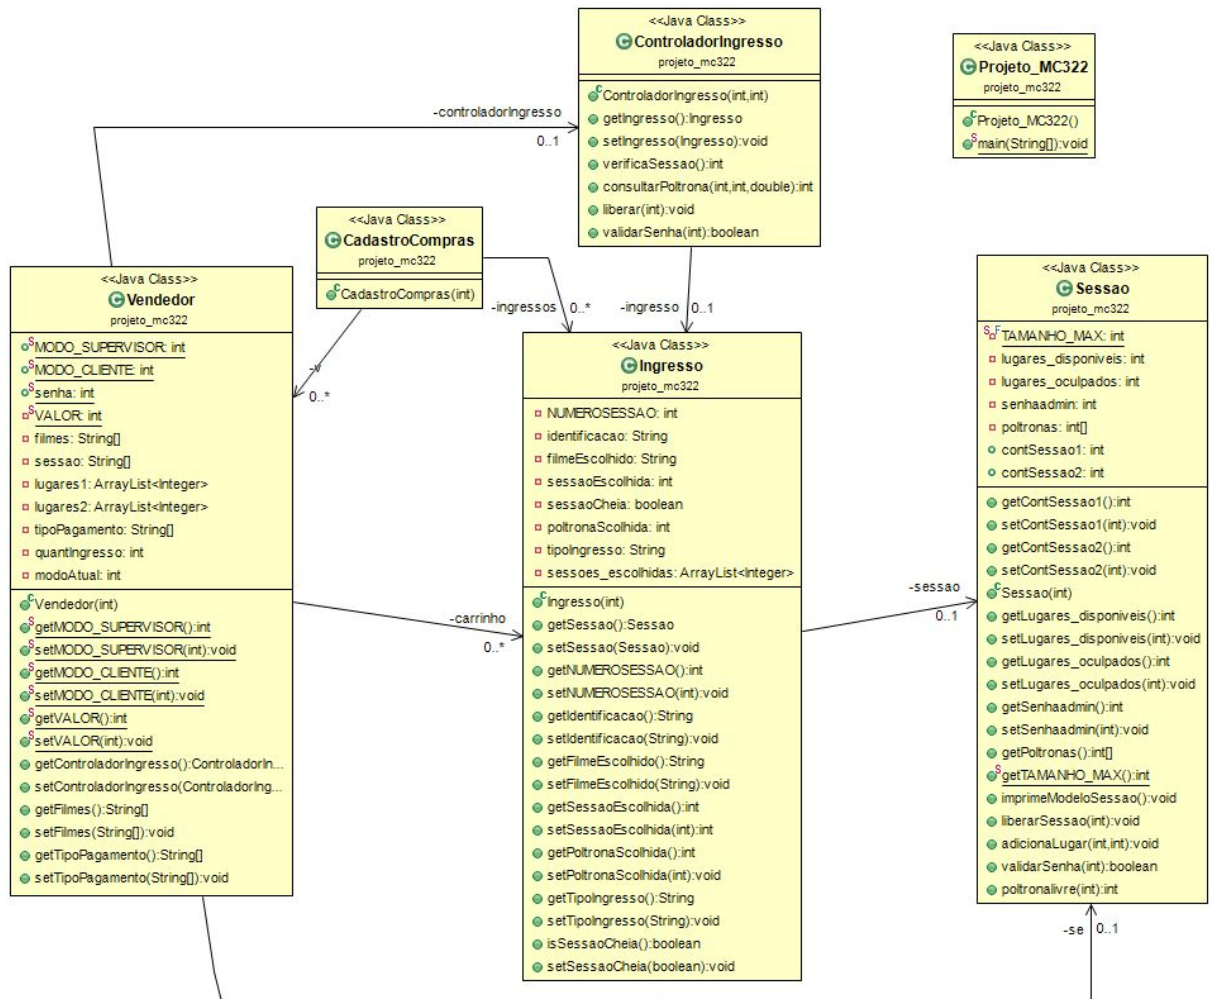 <<Java Class>>
ControladorIngresso
projeto_mc322
ControladorIngresso(int,int)
getIngresso():Ingresso
setIngresso(Ingresso):void
verificaSessao():int
consultarPoltrona(int,int,double):int
liberar(int):void
validarSenha(int):boolean
<<Java Class>>
Projeto_MC322
projeto_mc322
Projeto_MC322()
main(String[]):void
-controladorIngresso
0..1
<<Java Class>>
CadastroCompras
projeto_mc322
CadastroCompras(int)
-ingressos 0..*
-ingresso 0..1
-v
0..*
<<Java Class>>
Vendedor
projeto_mc322
MODO_SUPERVISOR: int
MODO_CLIENTE: int
senha: int
VALOR: int
filmes: String[]
sessao: String[]
lugares1: ArrayList<Integer>
lugares2: ArrayList<Integer>
tipoPagamento: String[]
quantIngresso: int
modoAtual: int
Vendedor(int)
getMODO_SUPERVISOR():int
setMODO_SUPERVISOR(int):void
getMODO_CLIENTE():int
setMODO_CLIENTE(int):void
getVALOR():int
setVALOR(int):void
getControladorIngresso():ControladorIn...
setControladorIngresso(ControladorIng...
getFilmes():String[]
setFilmes(String[]):void
getTipoPagamento():String[]
setTipoPagamento(String[]):void
-carrinho
0..*
<<Java Class>>
Ingresso
projeto_mc322
NUMEROSESSAO: int
identificacao: String
filmeEscolhido: String
sessaoEscolhida: int
sessaoCheia: boolean
poltronaScolhida: int
tipoIngresso: String
sessoes_escolhidas: ArrayList<Integer>
Ingresso(int)
getSessao():Sessao
setSessao(Sessao):void
getNUMEROSESSAO():int
setNUMEROSESSAO(int):void
getIdentificacao():String
setIdentificacao(String):void
getFilmeEscolhido():String
setFilmeEscolhido(String):void
getSessaoEscolhida():int
setSessaoEscolhida(int):int
getPoltronaScolhida():int
setPoltronaScolhida(int):void
getTipoIngresso():String
setTipoIngresso(String):void
isSessaoCheia():boolean
setSessaoCheia(boolean):void
-sessao
0..1
<<Java Class>>
Sessao
projeto_mc322
TAMANHO_MAX: int
lugares_disponiveis: int
lugares_oculpados: int
senhaadmin: int
poltronas: int[]
contSessao1: int
contSessao2: int
getContSessao1():int
setContSessao1(int):void
getContSessao2():int
setContSessao2(int):void
Sessao(int)
getLugares_disponiveis():int
setLugares_disponiveis(int):void
getLugares_oculpados():int
setLugares_oculpados(int):void
getSenhaadmin():int
setSenhaadmin(int):void
getPoltronas():int[]
getTAMANHO_MAX():int
imprimeModeloSessao():void
liberarSessao(int):void
adicionaLugar(int,int):void
validarSenha(int):boolean
poltronalivre(int):int
-se 0..1